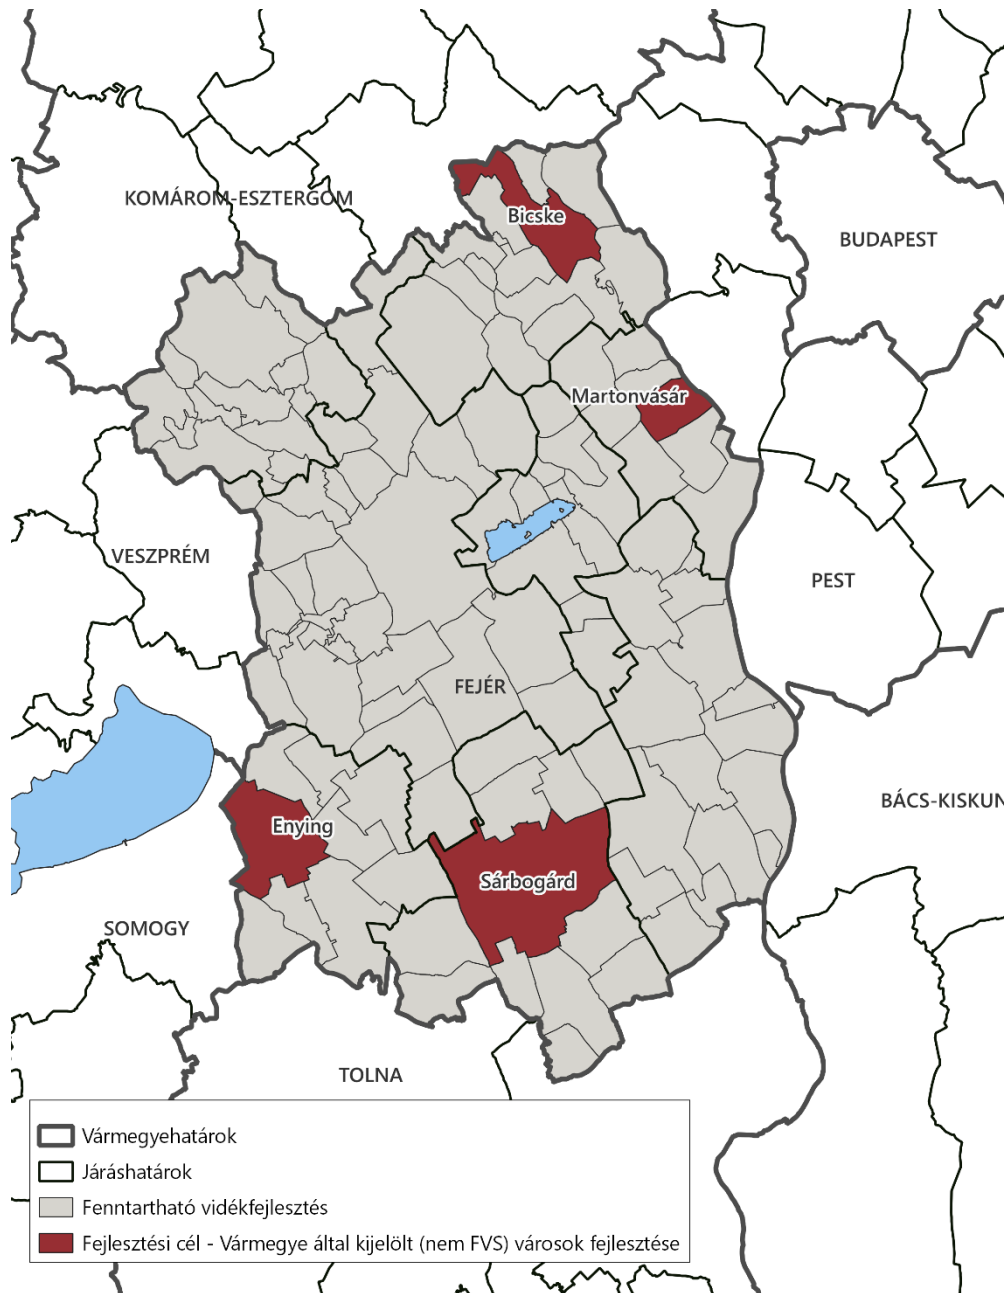 KOMÁROM-ESZTERGOM
Bicske
BUDAPEST
Martonvásár
VESZPRÉM
PEST
FEJÉR
BÁCS-KISKUN
Enying
Sárbogárd
SOMOGY
TOLNA
Vármegyehatárok
Járáshatárok
Fenntartható vidékfejlesztés
Fejlesztési cél - Vármegye által kijelölt (nem FVS) városok fejlesztése